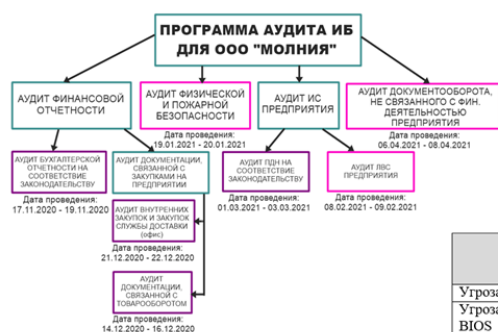 ПРОГРАММА АУДИТА ИБ
ДЛЯ ООО "МОЛНИЯ"
АУДИТ ФИНАНСОВОЙ
ОТЧЕТНОСТИ
АУДИТ ФИЗИЧЕСКОЙ
И ПОЖАРНОЙ
БЕЗОПАСНОСТИ
Дата проведения:
19.01.2021 - 20.01.2021
АУДИТ ИС
ПРЕДПРИЯТИЯ
АУДИТ ДОКУМЕНТООБОРОТА,
НЕ СВЯЗАННОГО С ФИН.
ДЕЯТЕЛЬНОСТЬЮ
ПРЕДПРИЯТИЯ
Дата проведения:
06.04.2021 - 08.04.2021
АУДИТ БУХГАЛТЕРСКОЙ
ОТЧЕТНОСТИ НА
СООТВЕТСТВИЕ
ЗАКОНОДАТЕЛЬСТВУ
Дата проведения:
17.11.2020 - 19.11.2020
АУДИТ ДОКУМЕНТАЦИИ,
СВЯЗАННОЙ С
ЗАКУПКАМИ НА
ПРЕДПРИЯТИИ
АУДИТ ПДН НА
СООТВЕТСТВИЕ
ЗАКОНОДАТЕЛЬСТВУ
Дата проведения:
01.03.2021 - 03.03.2021
АУДИТ ЛВС
ПРЕДПРИЯТИЯ
Дата проведения:
08.02.2021 - 09.02.2021
АУДИТ ВНУТРЕННИХ
ЗАКУПОК И ЗАКУПОК
СЛУЖБЫ ДОСТАВКИ
(офис)
Дата проведения:
21.12.2020 - 22.12.2020
АУДИТ
ДОКУМЕНТАЦИИ,
СВЯЗАННОЙ С
ТОВАРООБОРОТОМ
Дата проведения:
14.12.2020 - 16.12.2020
Угроза
Угроза
BIOS